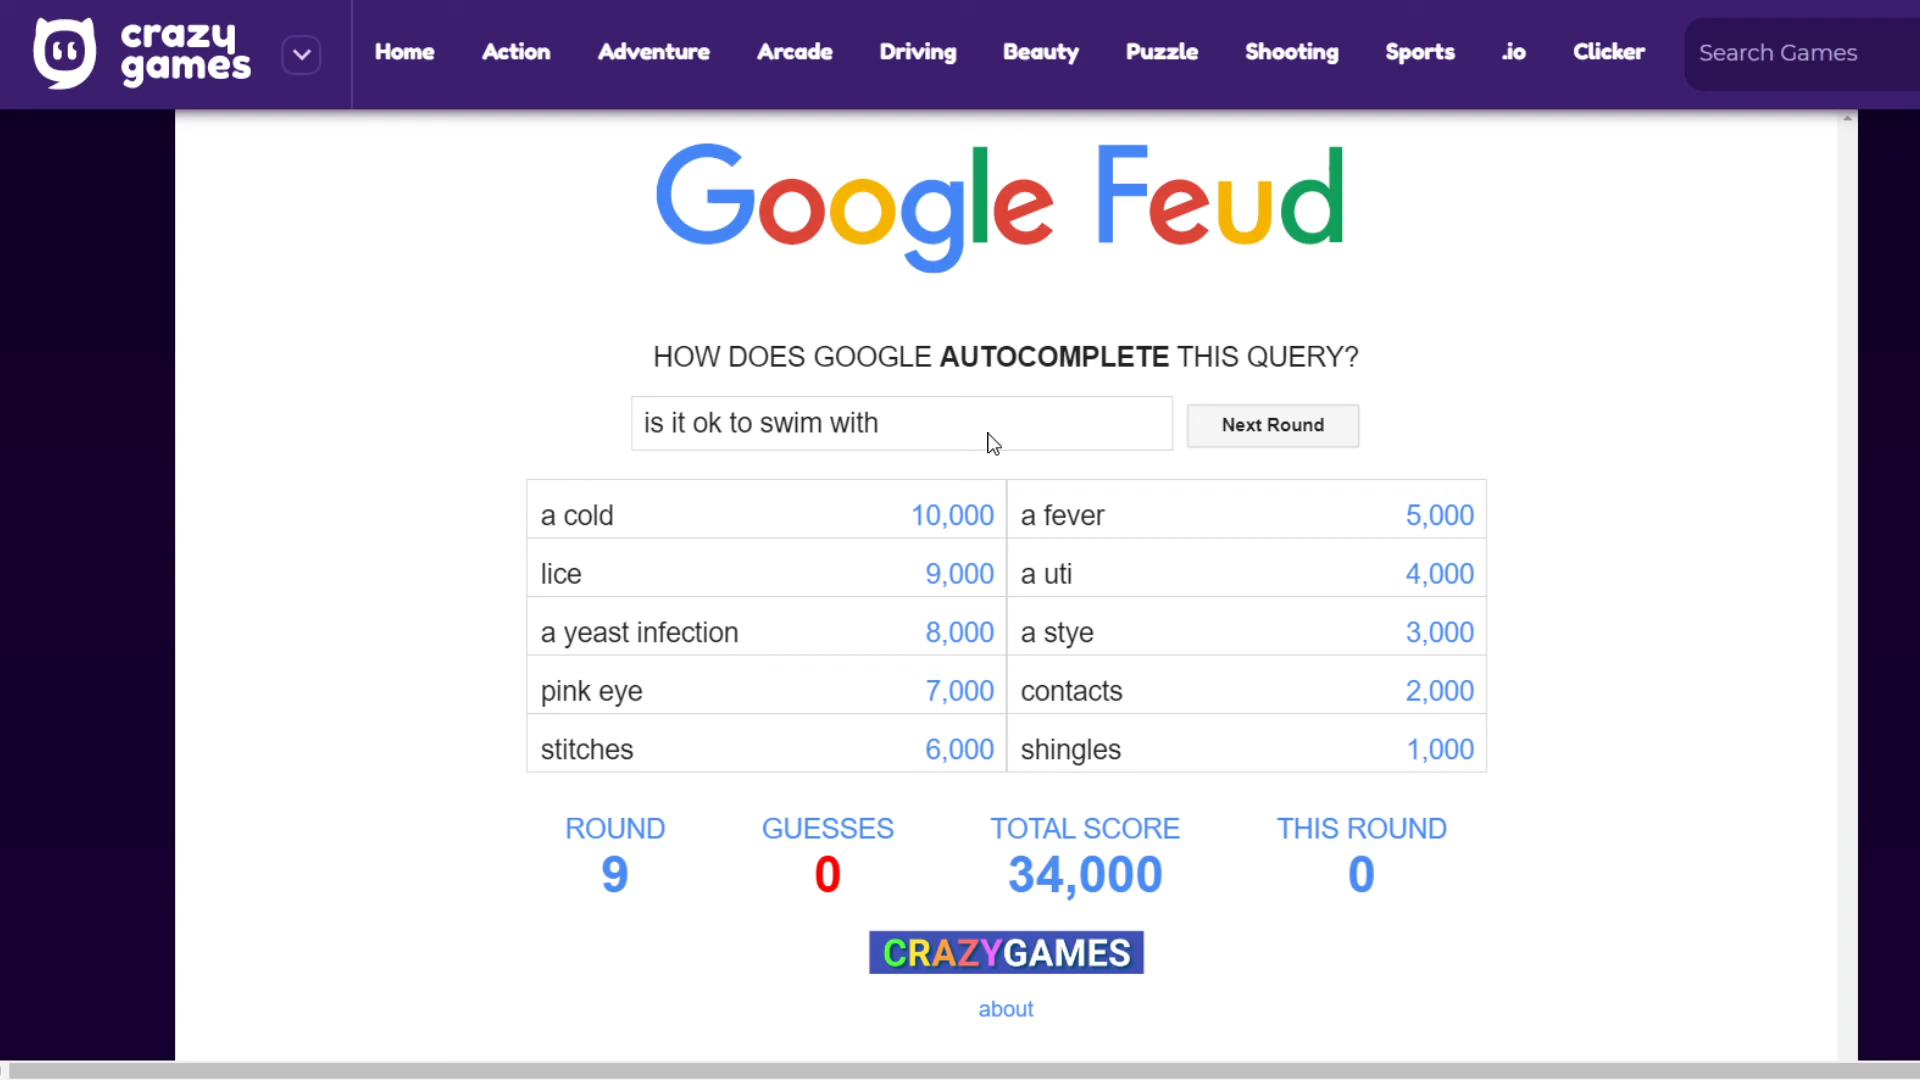 crazy
games
Home Action Adventure Arcade Driving Beauty Puzzle Shooting Sports .io Clicker Search Games
Google Feud
HOW DOES GOOGLE AUTOCOMPLETE THIS QUERY?
is it ok to swim with Next Round
a cold 10,000 a fever 5,000
lice 9,000 a uti 4,000
a yeast infection 8,000 a stye 3,000
pink eye 7,000 contacts 2,000
stitches 6,000 shingles 1,000
ROUND GUESSES TOTAL SCORE THIS ROUND
9 0 34,000 0
CRAZYGAMES
about